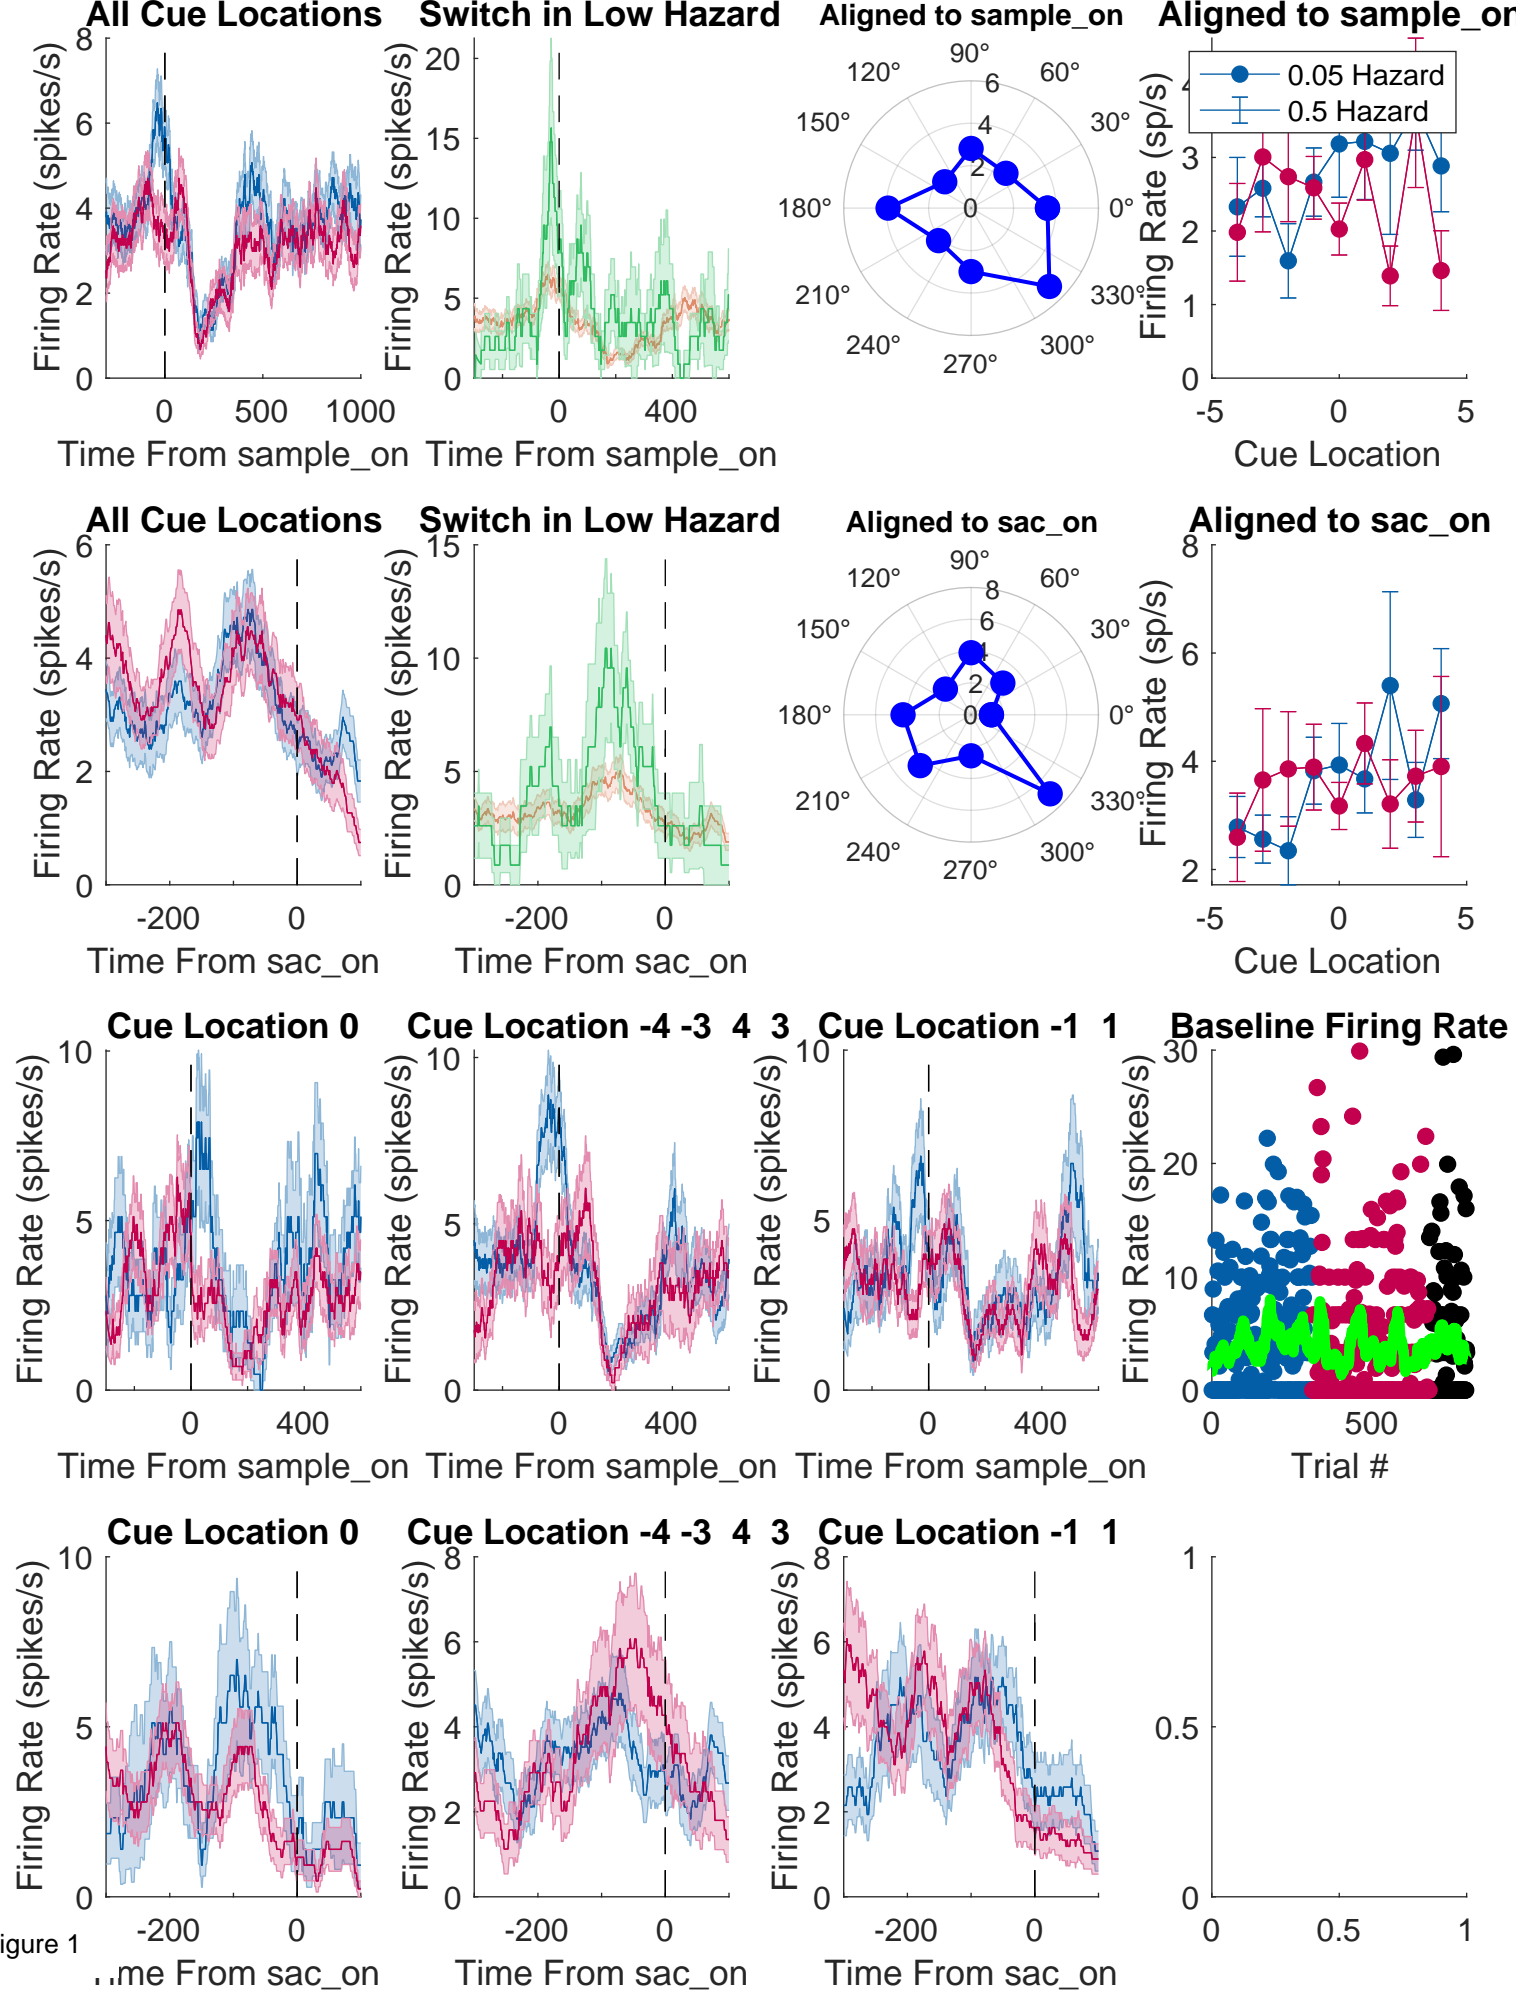 All Cue Locations
Switch in Low Hazard
Aligned to sample_on
Aligned to sample_on
Firing Rate (spikes/s)
8
6
4
2
0
0 500 1000
Time From sample_on
Firing Rate (spikes/s)
20
15
10
5
0
0 400
Time From sample_on
90°
120° 60°
150° 30°
180° 0°
210° 330°
240° 300°
270°
6
4
2
0
Firing Rate (sp/s)
4
3
2
1
0
-5 0 5
Cue Location
0.05 Hazard
0.5 Hazard
All Cue Locations
Switch in Low Hazard
Aligned to sac_on
Aligned to sac_on
Firing Rate (spikes/s)
6
4
2
0
-200 0
Time From sac_on
Firing Rate (spikes/s)
15
10
5
0
-200 0
Time From sac_on
90°
120° 60°
150° 30°
180° 0°
210° 330°
240° 300°
270°
8
6
4
2
0
Firing Rate (sp/s)
8
6
4
2
-5 0 5
Cue Location
Cue Location 0
Cue Location -4 -3 4 3
Cue Location -1 1
Baseline Firing Rate
Firing Rate (spikes/s)
10
5
0
0 400
Time From sample_on
Firing Rate (spikes/s)
10
5
0
0 400
Time From sample_on
Firing Rate (spikes/s)
10
5
0
0 400
Time From sample_on
Firing Rate (spikes/s)
30
20
10
0
0 500
Trial #
Cue Location 0
Cue Location -4 -3 4 3
Cue Location -1 1
Firing Rate (spikes/s)
10
5
0
-200 0
Time From sac_on
Firing Rate (spikes/s)
8
6
4
2
0
-200 0
Time From sac_on
Firing Rate (spikes/s)
8
6
4
2
0
-200 0
Time From sac_on
1
0.5
0
0 0.5 1
igure 1